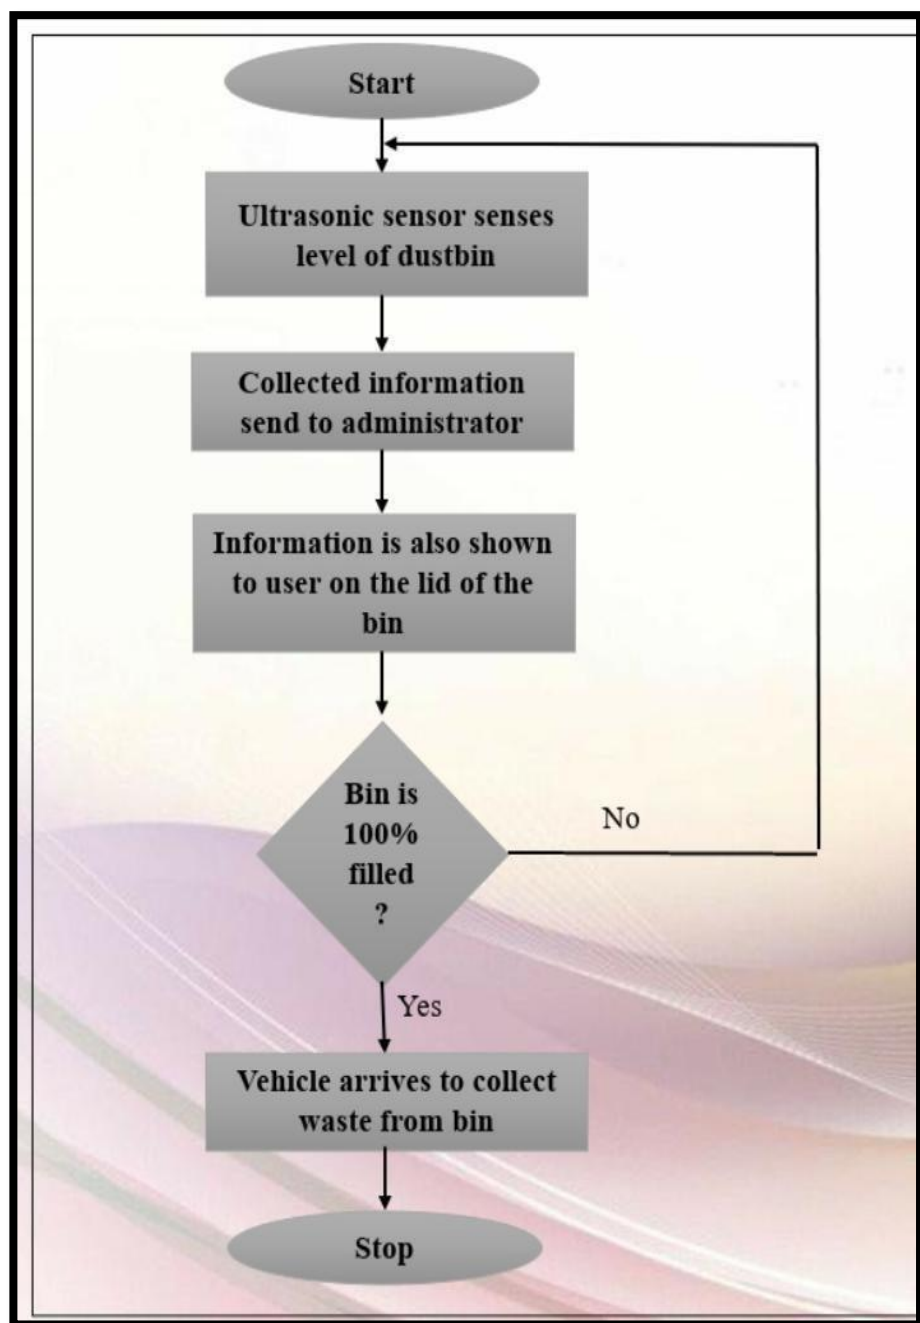 Start
Ultrasonic sensor senses
level of dustbin
Collected information
send to administrator
Information is also shown
to user on the lid of the
bin
Bin is
100%
filled
?
No
Yes
Vehicle arrives to collect
waste from bin
Stop